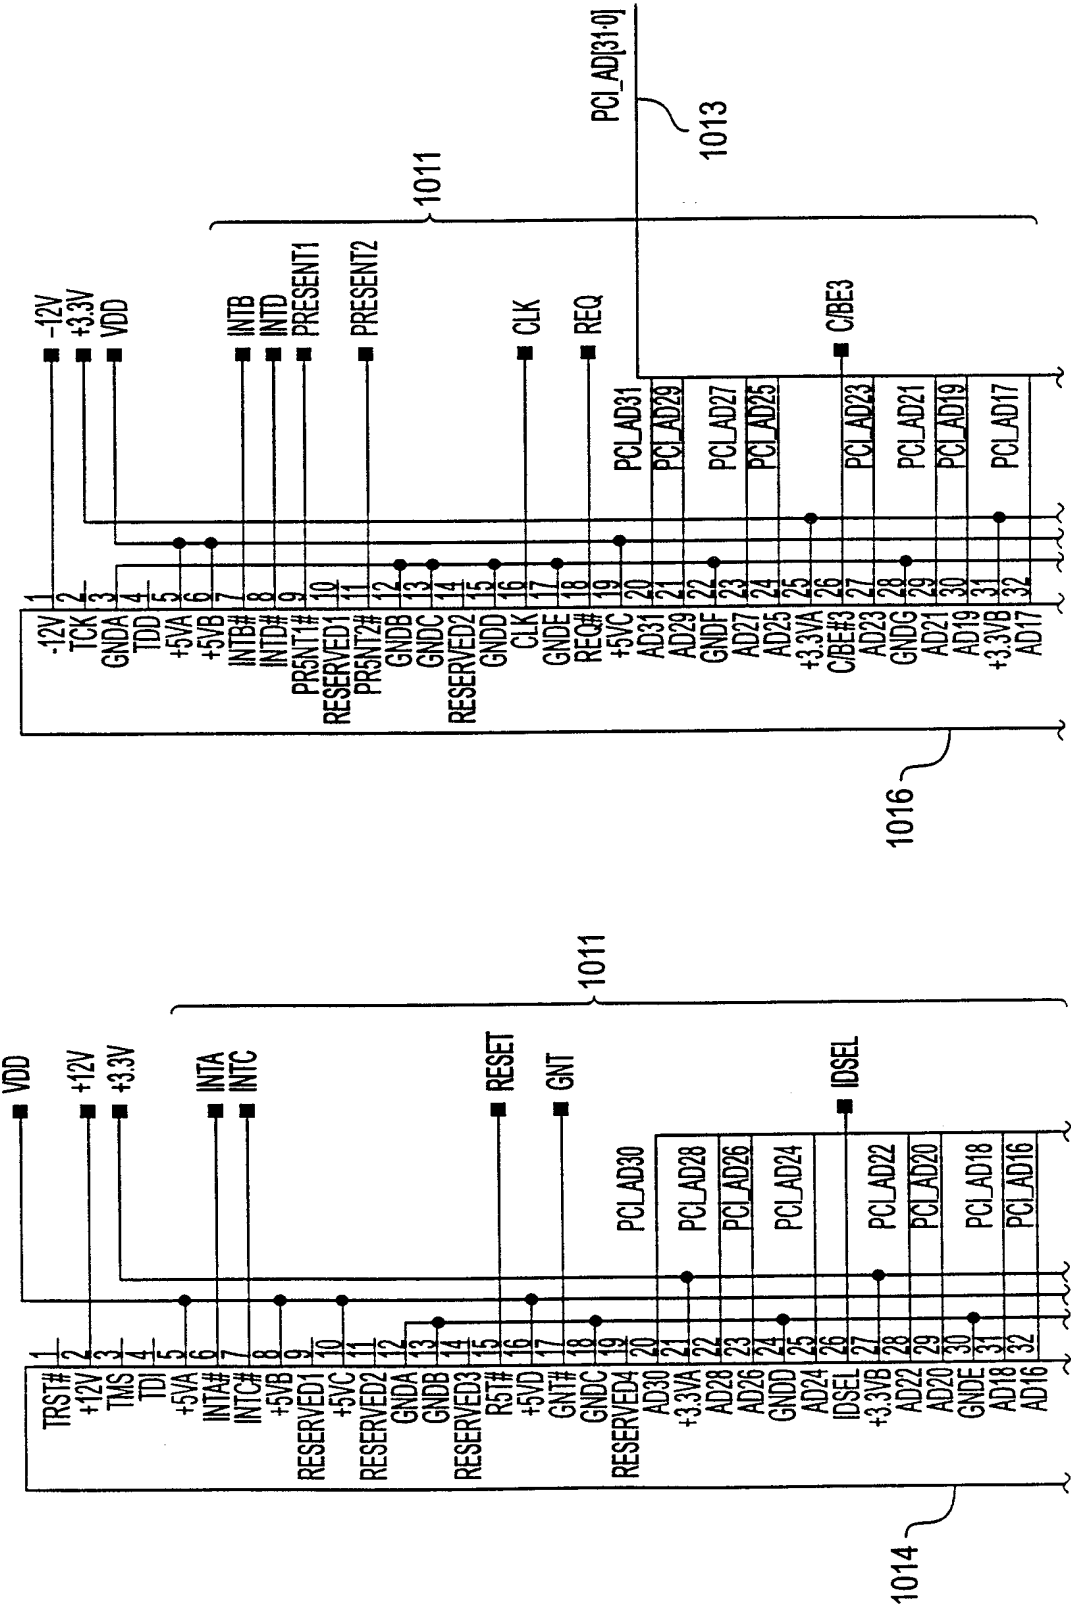 -12V
+3.3V
VDD
INTB
INTD
PRESENT1
PRESENT2
CLK
REQ
C/BE3
1011
PCI_AD[31-0]
1013
PCI_AD31
PCI_AD29
PCI_AD27
PCI_AD25
PCI_AD23
PCI_AD21
PCI_AD19
PCI_AD17
-12V 1
TCK 2
GNDA 3
TDD 4
+5VA 5
+5VB 6
INTB# 7
INTD# 8
PR5NT1# 9
RESERVED1 10
PR5NT2# 11
GNDB 12
GNDC 13
RESERVED2 14
GNDD 15
CLK 16
GNDE 17
REQ# 18
+5VC 19
AD31 20
AD29 21
GNDF 22
AD27 23
AD25 24
+3.3VA 25
C/BE#3 26
AD23 27
GNDG 28
AD21 29
AD19 30
+3.3VB 31
AD17 32
1016
VDD
+12V
+3.3V
INTA
INTC
RESET
GNT
IDSEL
1011
PCI_AD30
PCI_AD28
PCI_AD26
PCI_AD24
PCI_AD22
PCI_AD20
PCI_AD18
PCI_AD16
TRST# 1
+12V 2
TMS 3
TDI 4
+5VA 5
INTA# 6
INTC# 7
+5VB 8
RESERVED1 9
+5VC 10
RESERVED2 11
GNDA 12
GNDB 13
RESERVED3 14
R5T# 15
+5VD 16
GNT# 17
GNDC 18
RESERVED4 19
AD30 20
+3.3VA 21
AD28 22
AD26 23
GNDD 24
AD24 25
IDSEL 26
+3.3VB 27
AD22 28
AD20 29
GNDE 30
AD18 31
AD16 32
1014